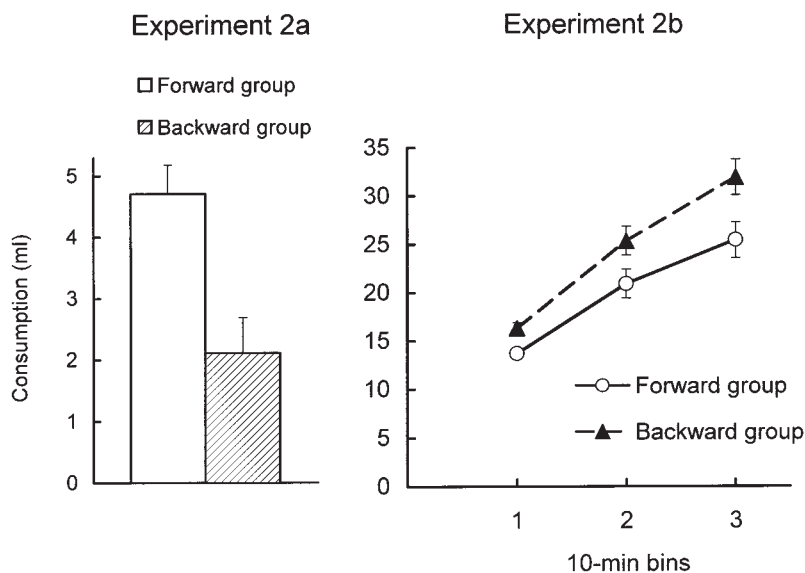 Experiment 2a
Experiment 2b
Forward group
Backward group
Consumption (ml)
5
4
3
2
1
0
35
30
25
20
15
10
5
0
Forward group
Backward group
1 2 3
10-min bins